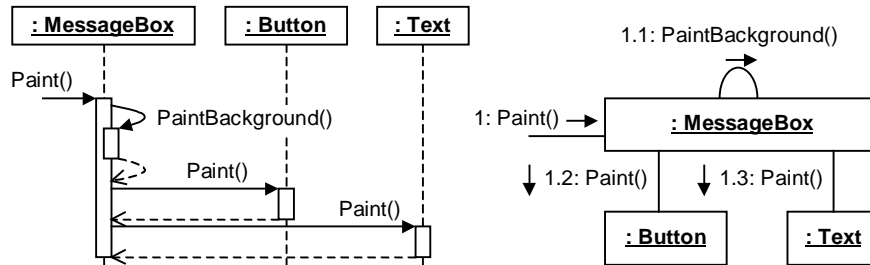 : MessageBox
: Button
: Text
Paint()
PaintBackground()
Paint()
Paint()
1.1: PaintBackground()
1: Paint()
: MessageBox
1.2: Paint()
1.3: Paint()
: Button
: Text